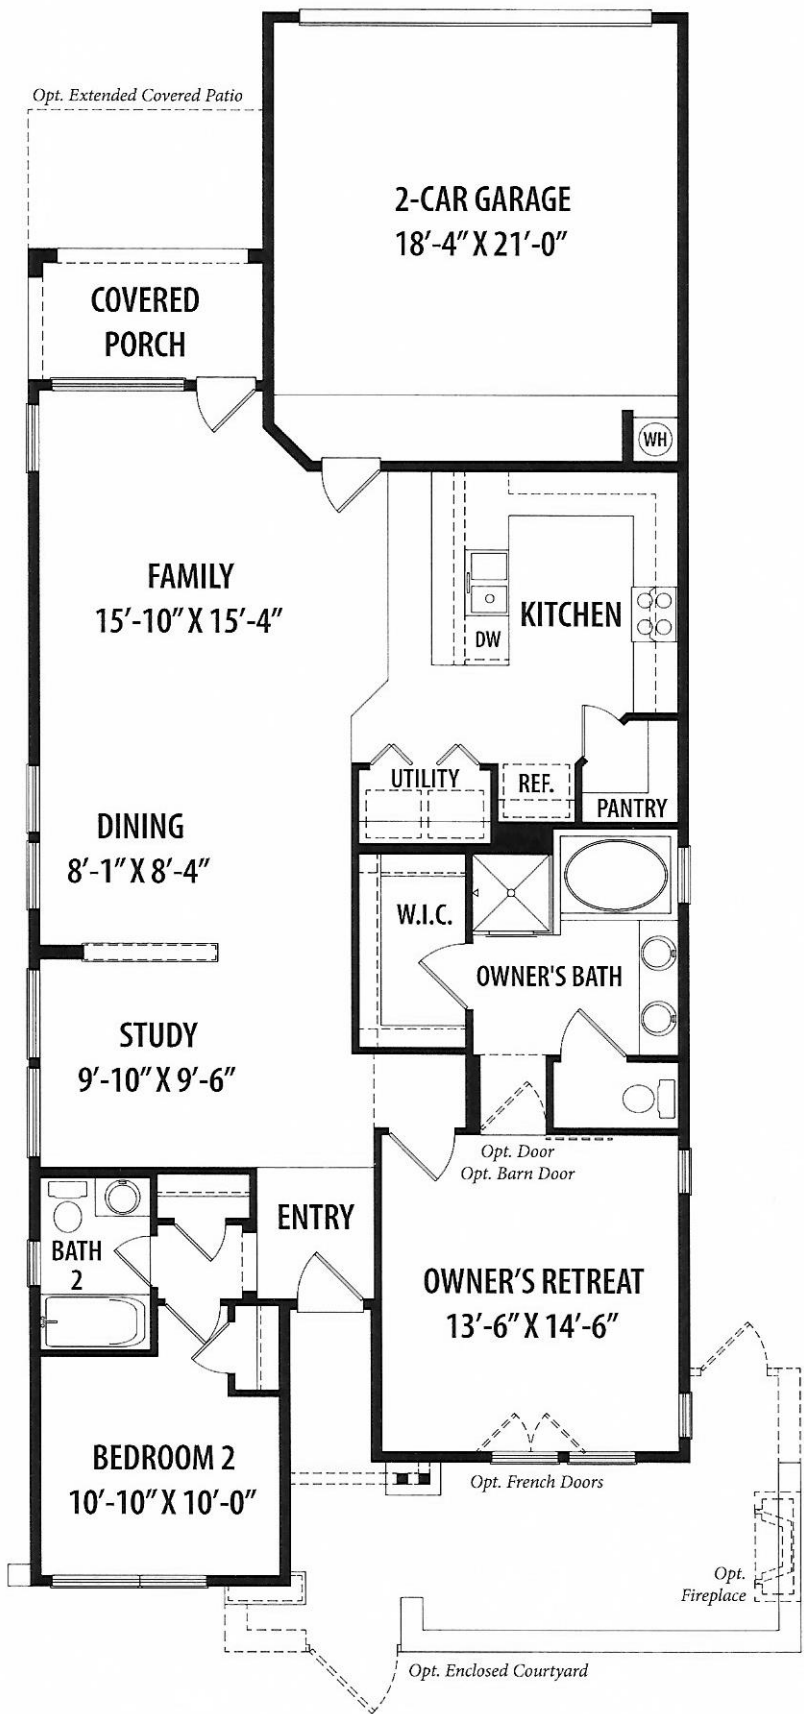 Opt. Extended Covered Patio
2-CAR GARAGE
18'-4" X 21'-0"
COVERED
PORCH
WH
FAMILY
15'-10" X 15'-4"
KITCHEN
DW
UTILITY
REF.
PANTRY
DINING
8'-1" X 8'-4"
W.I.C.
OWNER'S BATH
STUDY
9'-10" X 9'-6"
Opt. Door
Opt. Barn Door
ENTRY
BATH
2
OWNER'S RETREAT
13'-6" X 14'-6"
BEDROOM 2
10'-10" X 10'-0"
Opt. French Doors
Opt.
Fireplace
Opt. Enclosed Courtyard